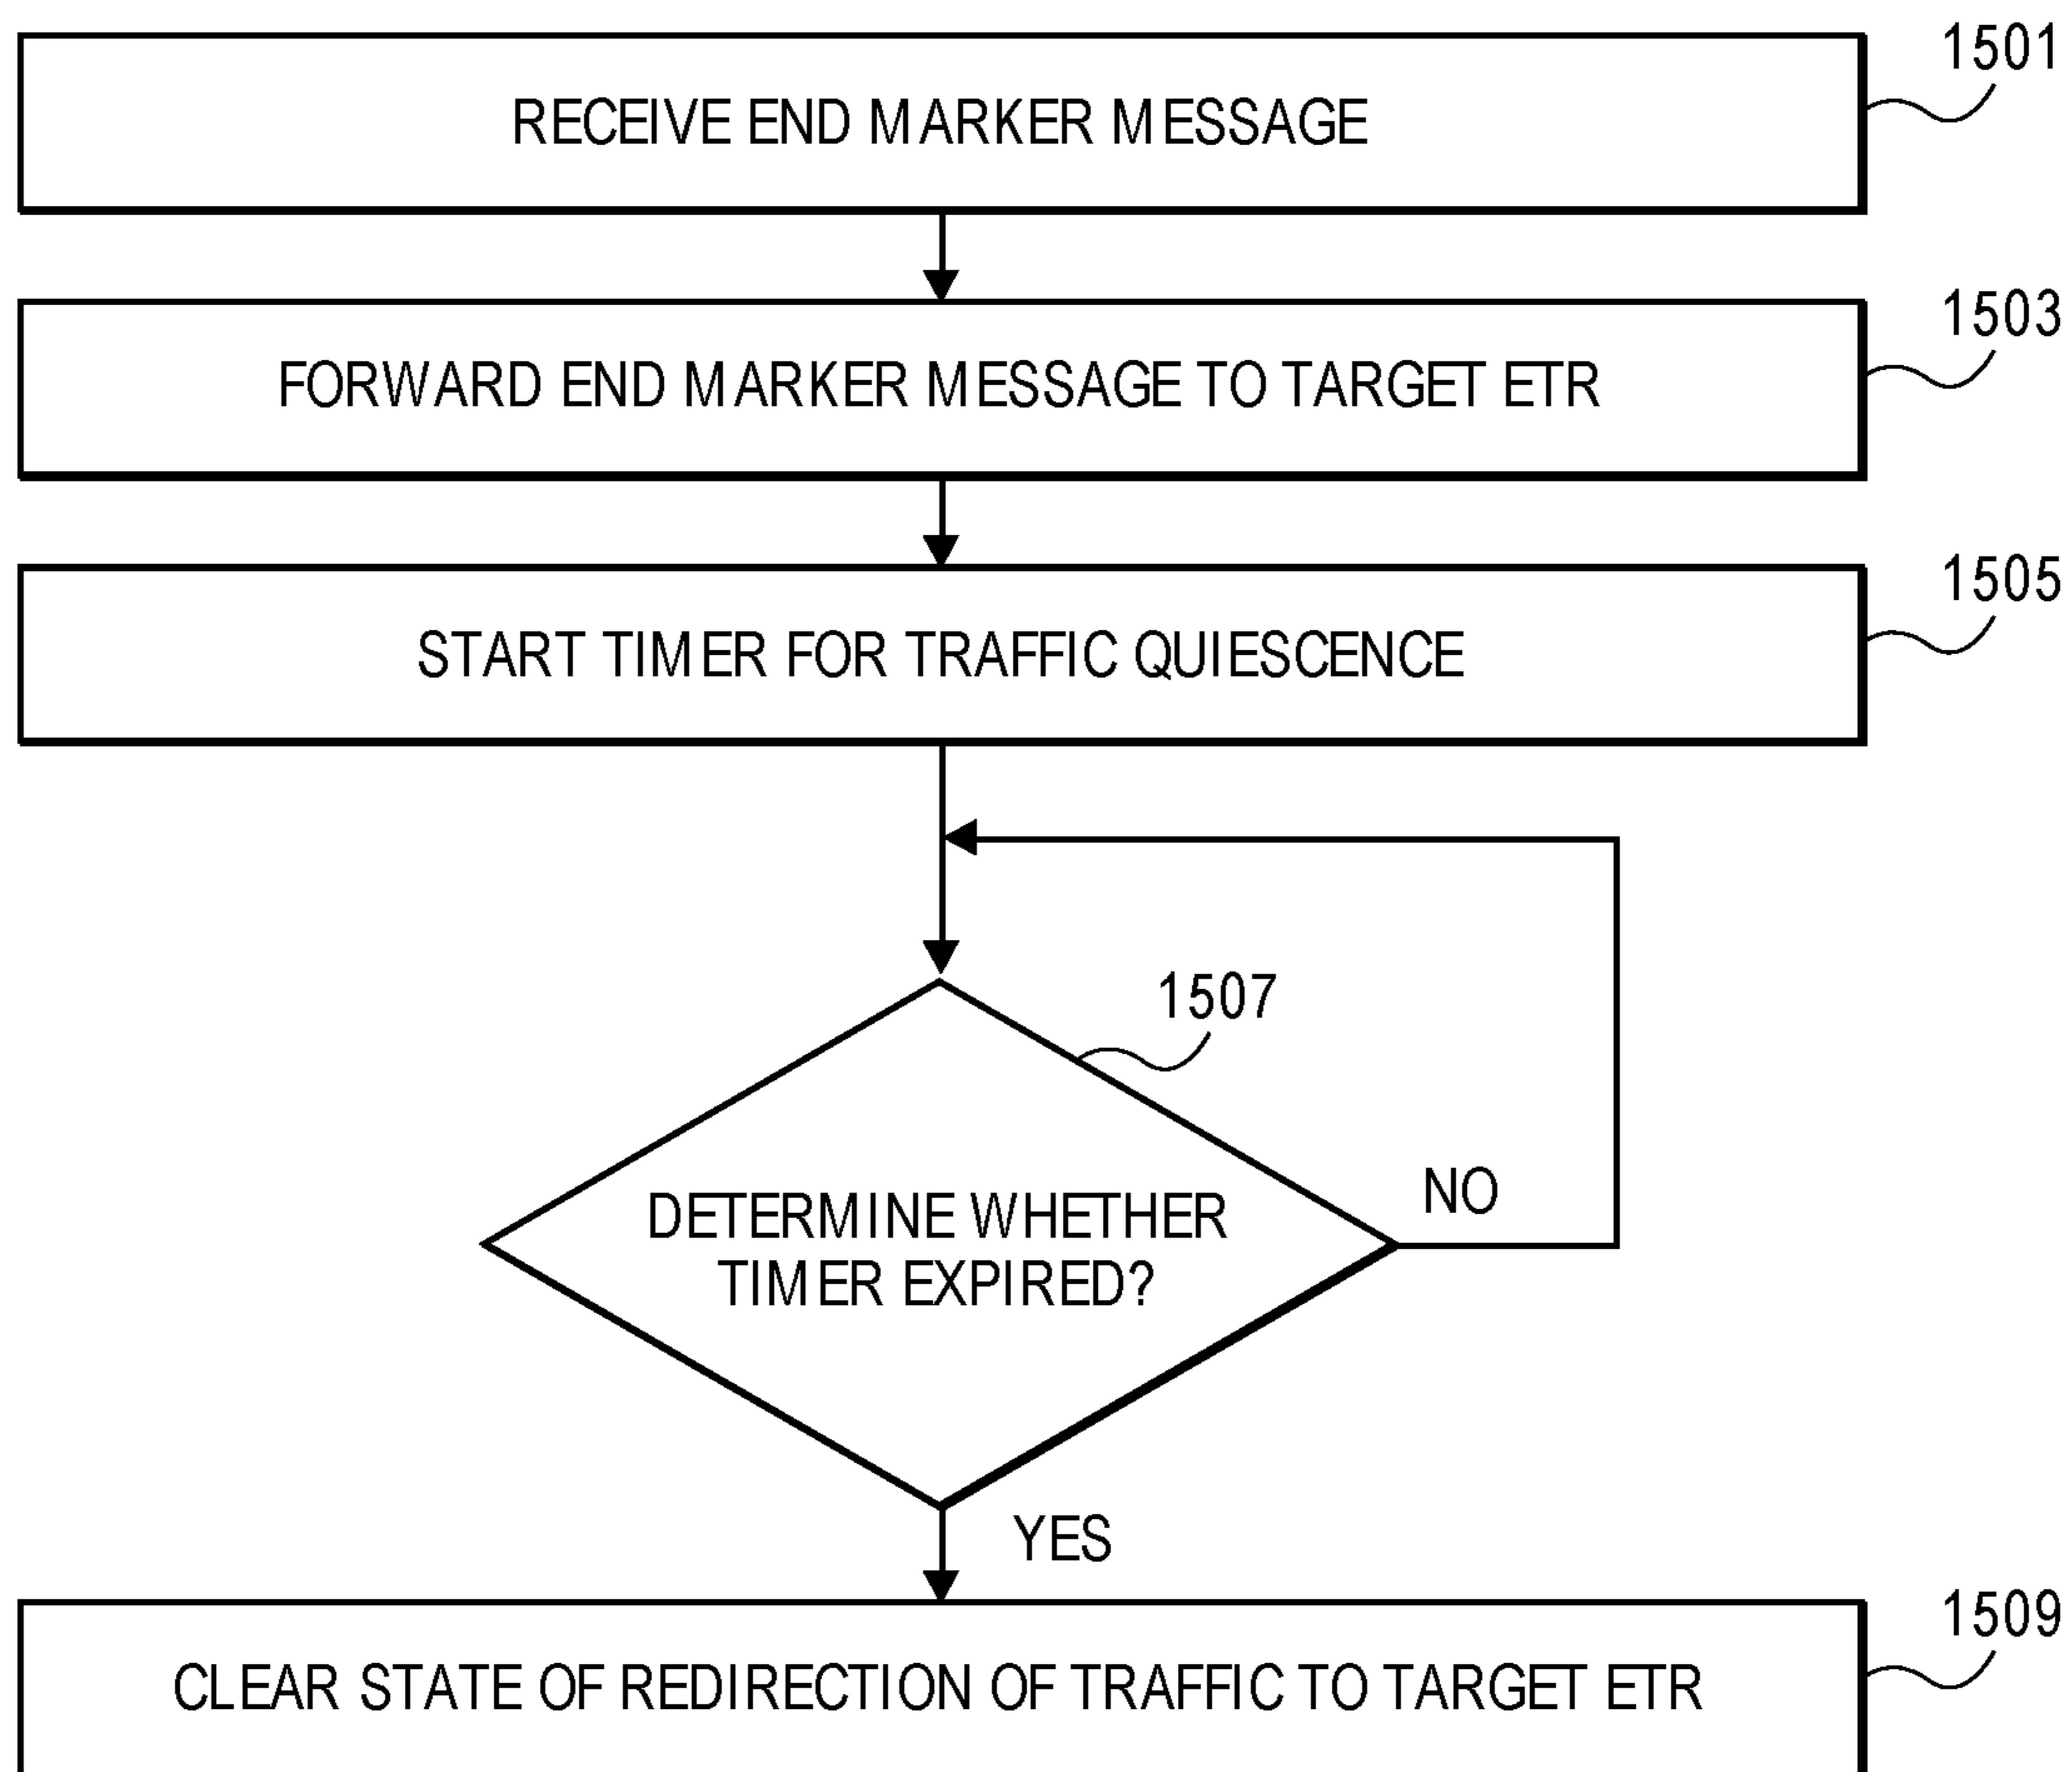 1501
RECEIVE END MARKER MESSAGE
1503
FORWARD END MARKER MESSAGE TO TARGET ETR
1505
START TIMER FOR TRAFFIC QUIESCENCE
1507
DETERMINE WHETHER
TIMER EXPIRED?
NO
YES
1509
CLEAR STATE OF REDIRECTION OF TRAFFIC TO TARGET ETR